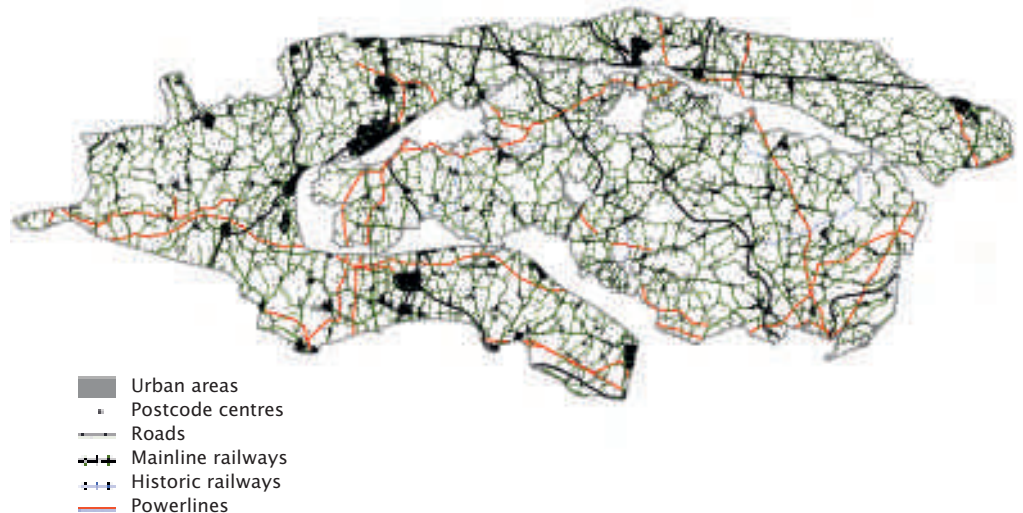 Urban areas
Postcode centres
Roads
Mainline railways
Historic railways
Powerlines